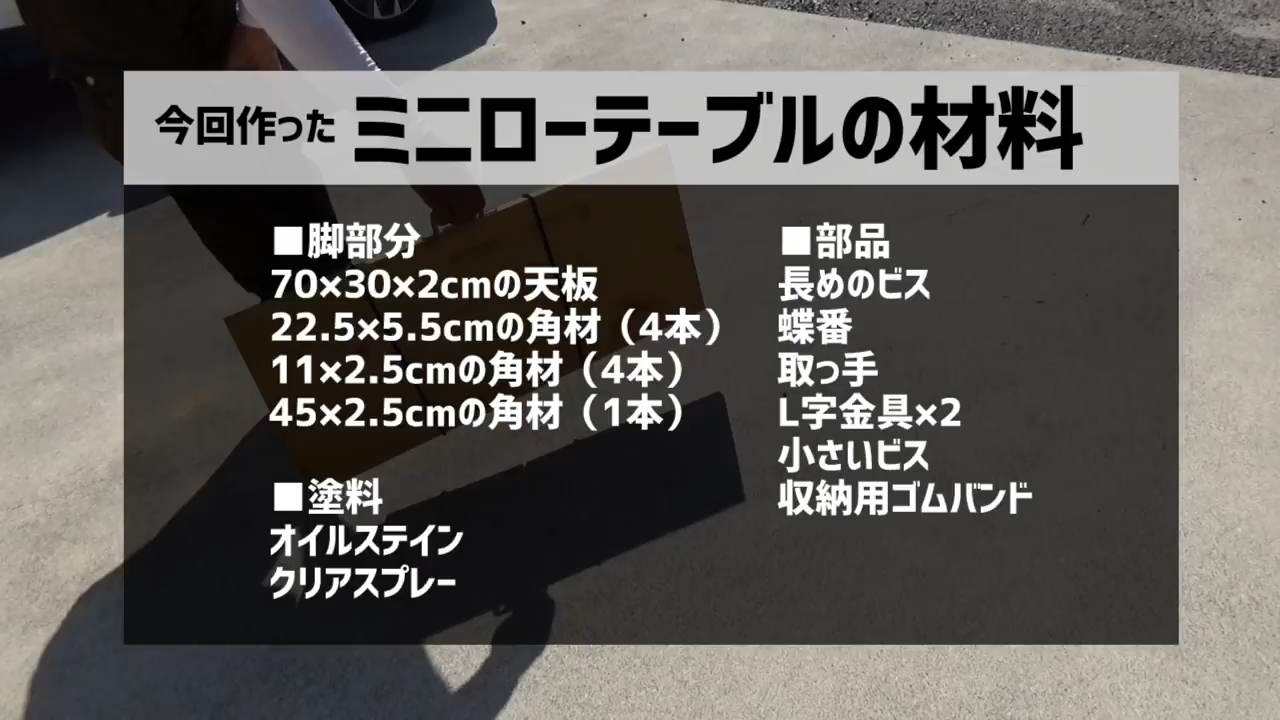 今回作った ミニローテーブルの材料
■脚部分
70×30×2cmの天板
22.5×5.5cmの角材（4本）
11×2.5cmの角材（4本）
45×2.5cmの角材（1本）
■塗料
オイルステイン
クリアスプレー
■部品
長めのビス
蝶番
取っ手
L字金具×2
小さいビス
収納用ゴムバンド